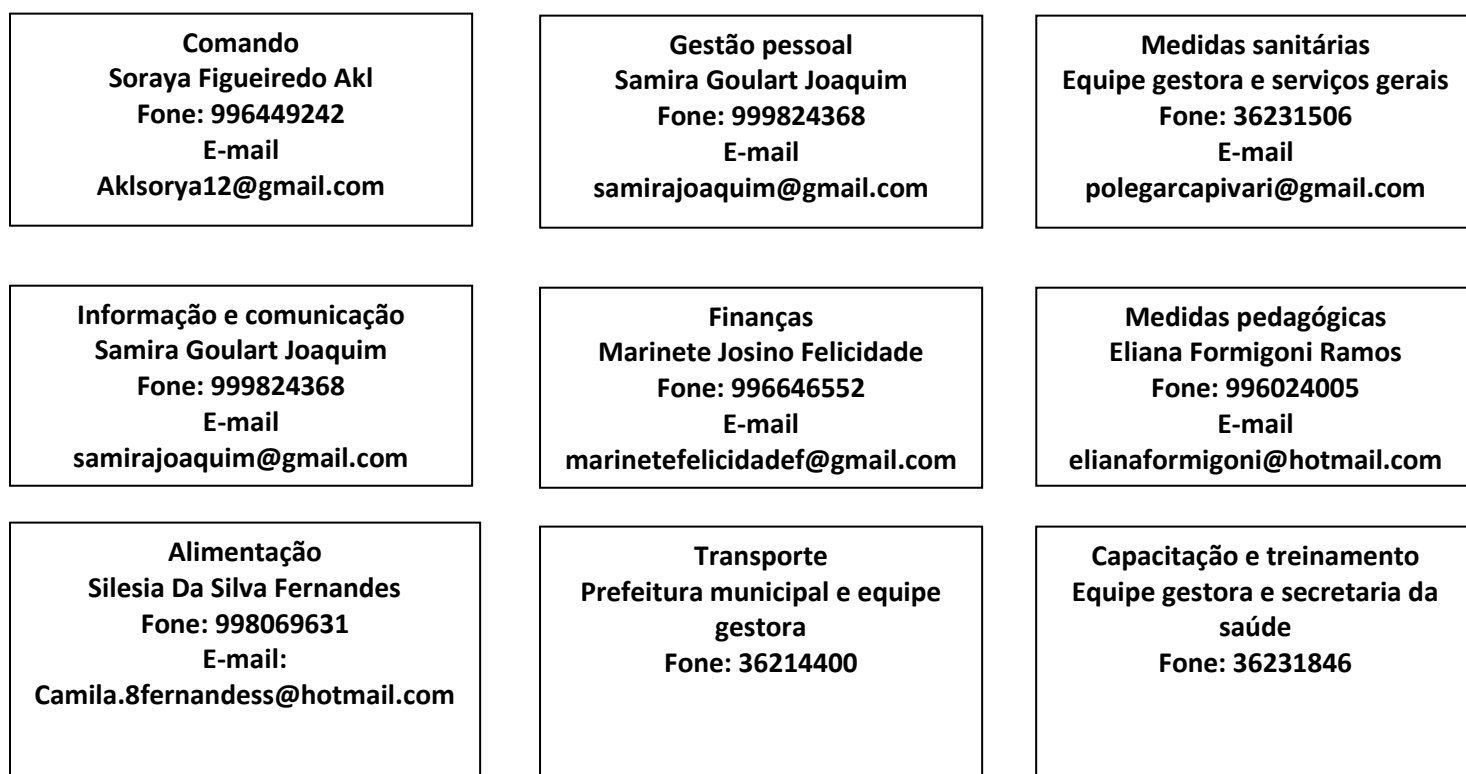 Comando
Soraya Figueiredo Akl
Fone: 996449242
E-mail
Aklsorya12@gmail.com
Gestão pessoal
Samira Goulart Joaquim
Fone: 999824368
E-mail
samirajoaquim@gmail.com
Medidas sanitárias
Equipe gestora e serviços gerais
Fone: 36231506
E-mail
polegarcapivari@gmail.com
Informação e comunicação
Samira Goulart Joaquim
Fone: 999824368
E-mail
samirajoaquim@gmail.com
Finanças
Marinete Josino Felicidade
Fone: 996646552
E-mail
marinetefelicidadef@gmail.com
Medidas pedagógicas
Eliana Formigoni Ramos
Fone: 996024005
E-mail
elianaformigoni@hotmail.com
Alimentação
Silesia Da Silva Fernandes
Fone: 998069631
E-mail:
Camila.8fernandess@hotmail.com
Transporte
Prefeitura municipal e equipe
gestora
Fone: 36214400
Capacitação e treinamento
Equipe gestora e secretaria da
saúde
Fone: 36231846